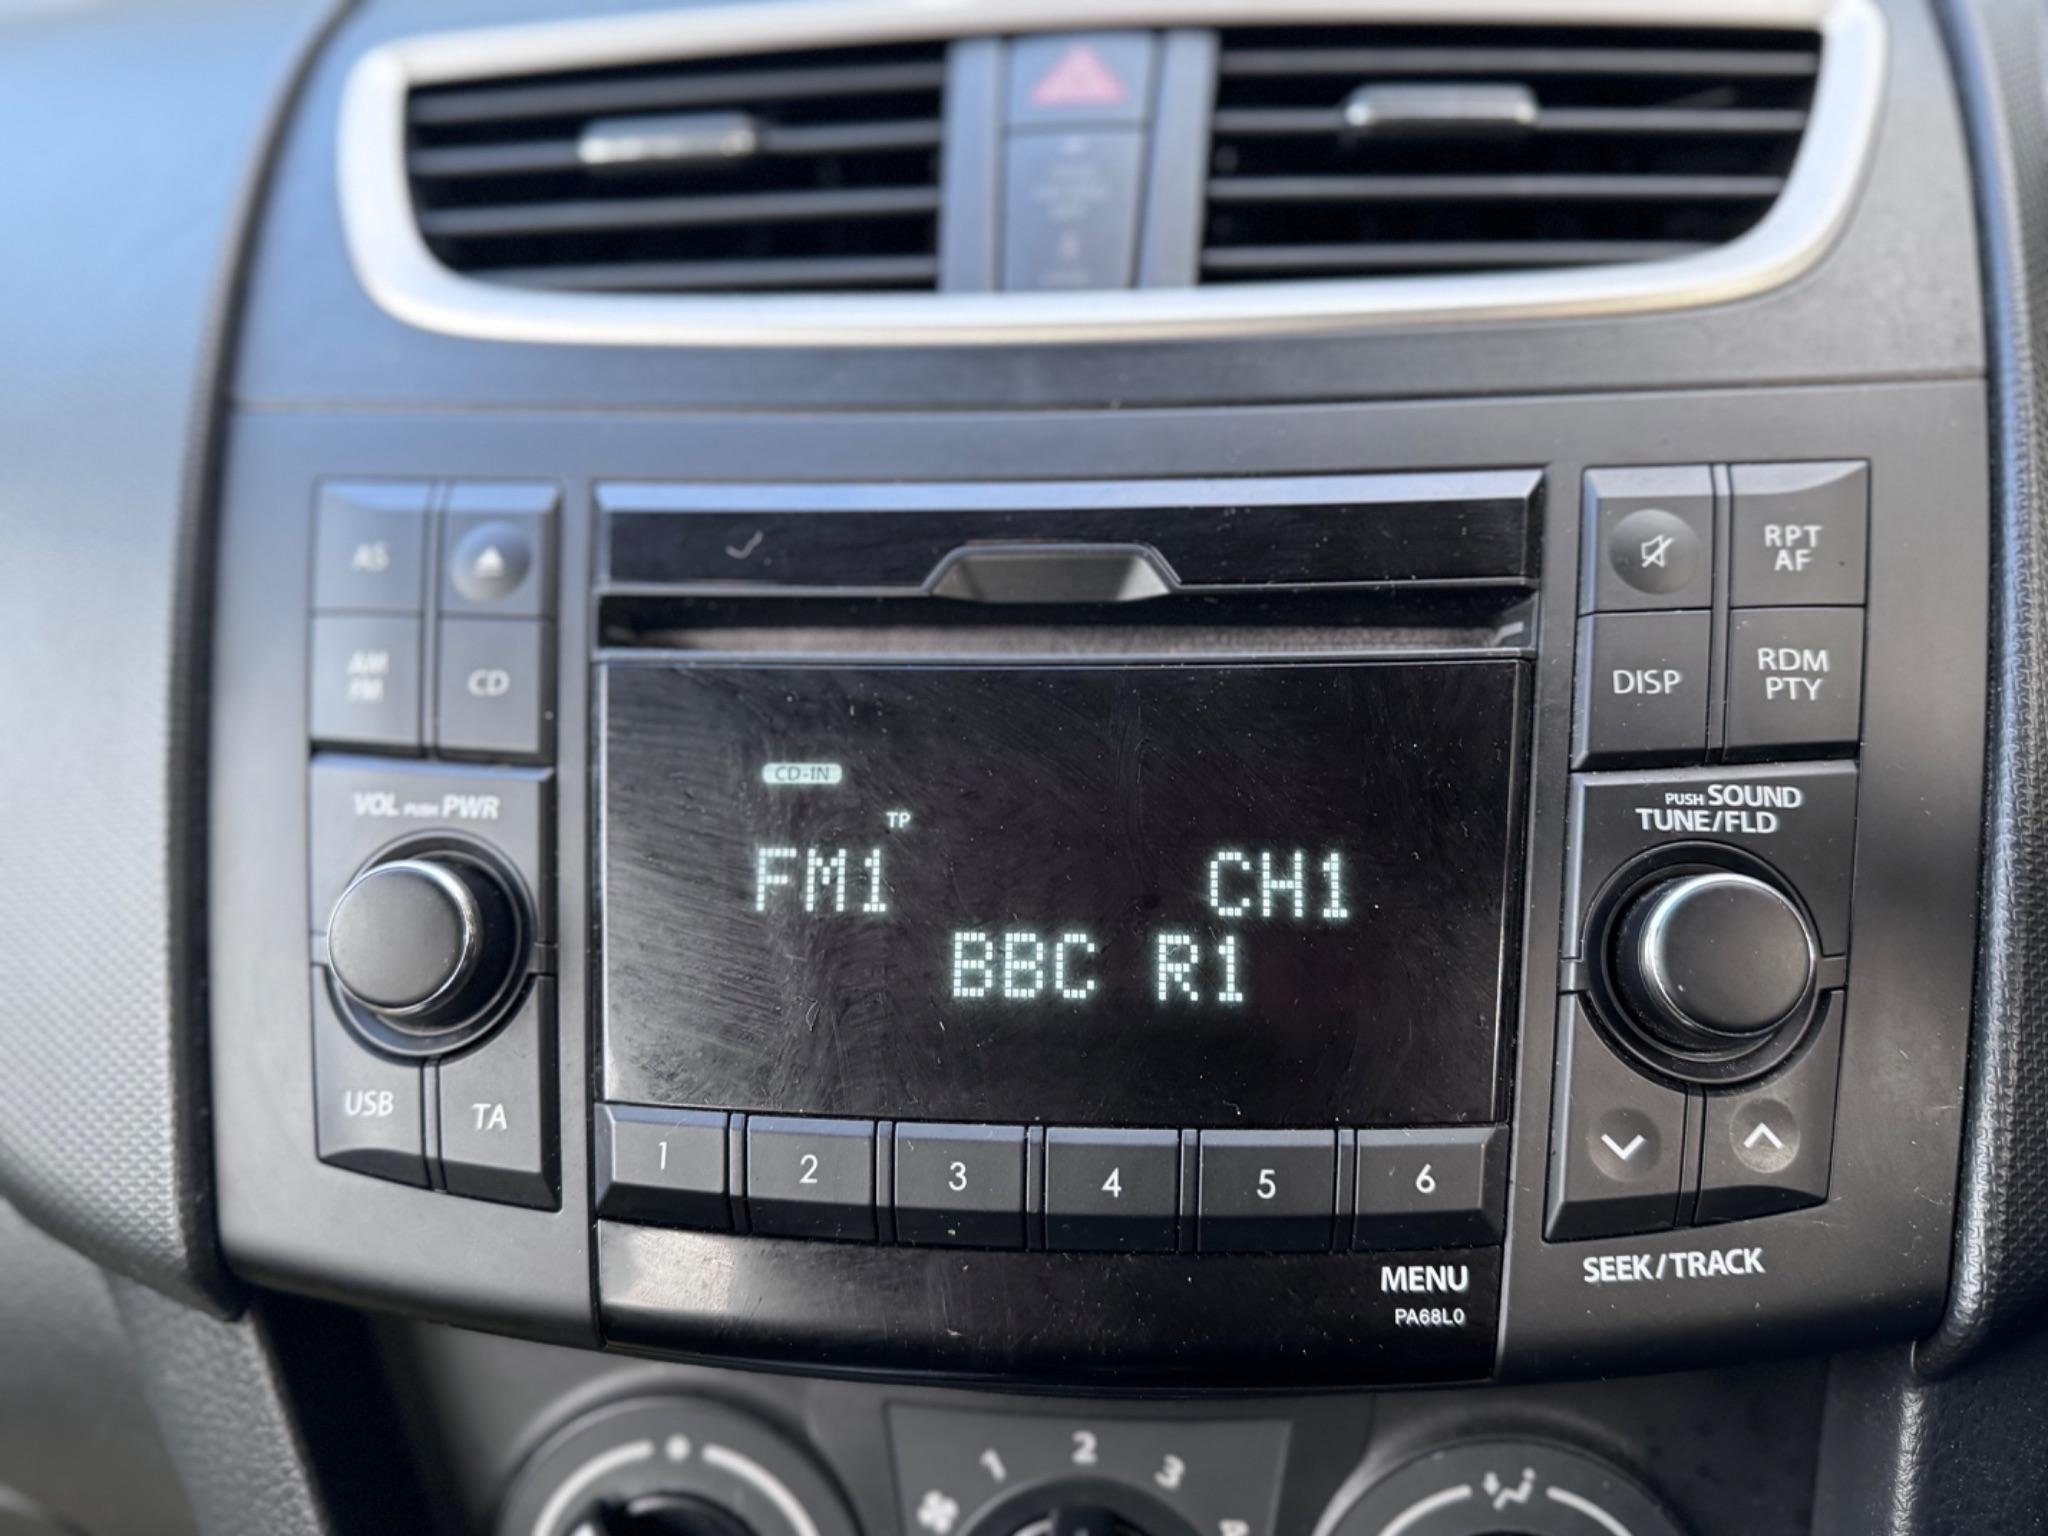 AS
RPT
AF
AM
FM
CD
DISP
RDM
PTY
CD-IN
VOL PUSH PWR
PUSH SOUND
TUNE/FLD
TP
FM1 CH1
BBC R1
USB
TA
1 2 3 4 5 6
MENU
SEEK/TRACK
PA68L0
1 2 3 4